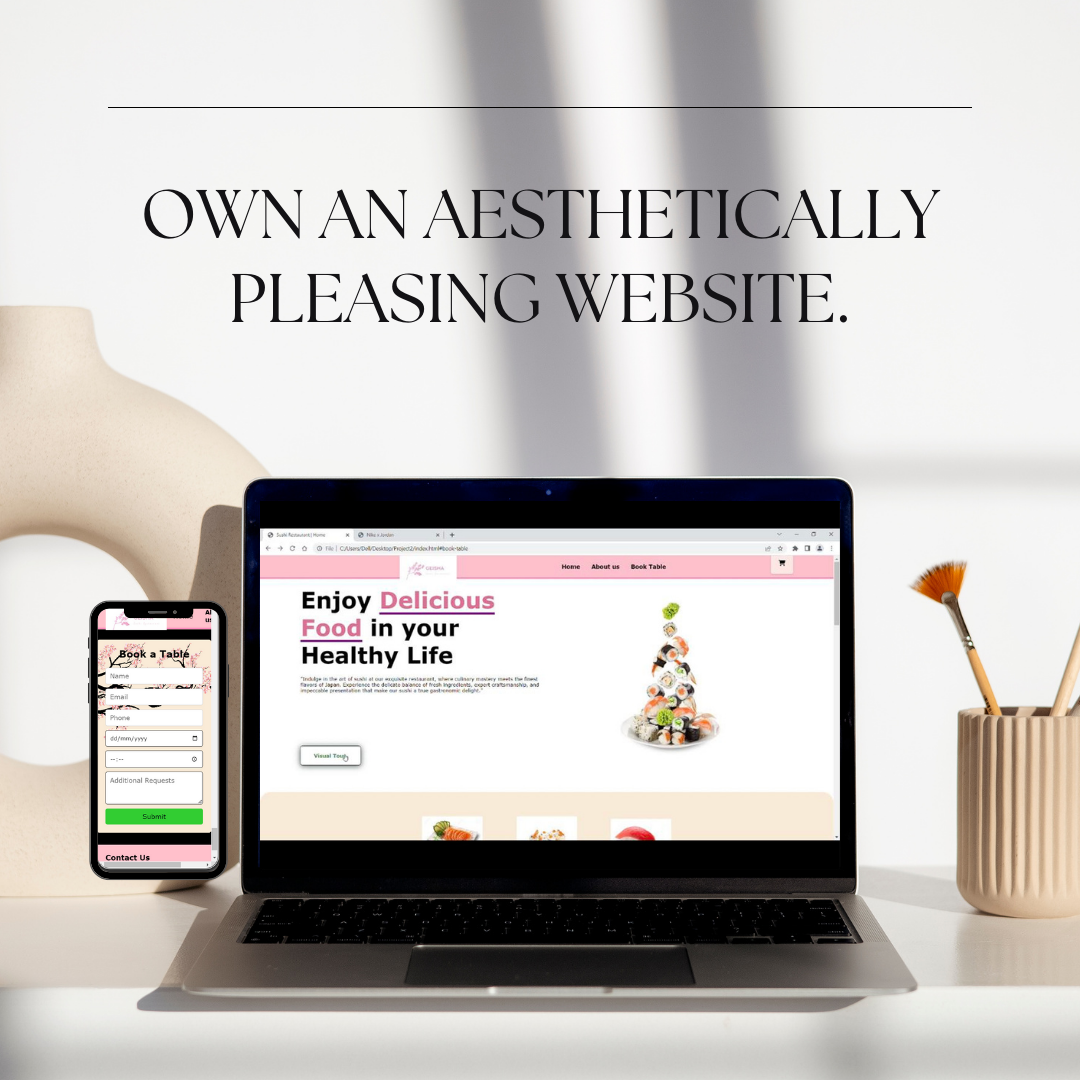 OWN AN AESTHETICALLY
PLEASING WEBSITE.
Sushi Restaurant | Home
Mike x Jordan
File | C:/Users/Dell/Desktop/Project2/index.html#book-table
GEISHA
Home About us Book Table
Enjoy Delicious
Food in your
Healthy Life
"Indulge in the art of sushi at our exquisite restaurant, where culinary mastery meets the finest
flavors of Japan. Experience the delicate balance of fresh ingredients, expert craftsmanship, and
impeccable presentation that make our sushi a true gastronomic delight."
Visual Tour
Book a Table
Name
Email
Phone
dd/mm/yyyy
--:--
Additional Requests
Submit
Contact Us